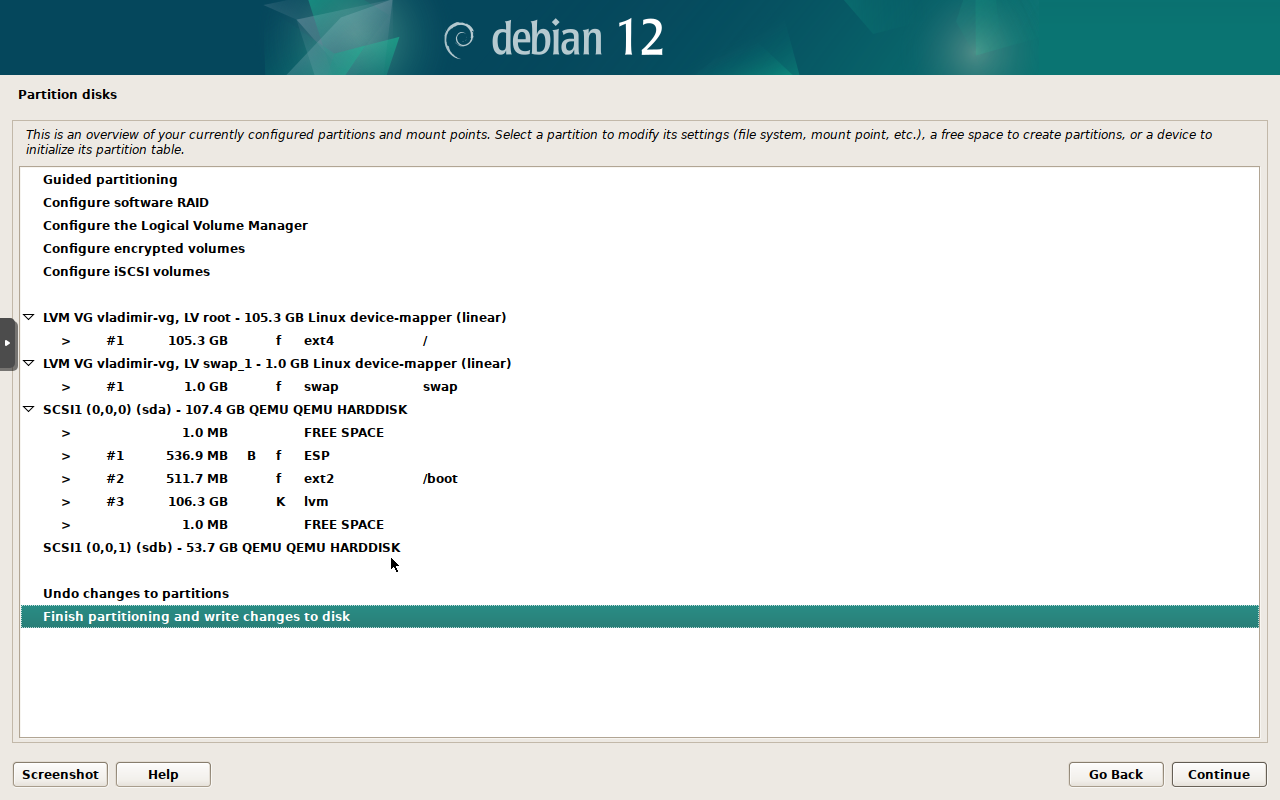 debian 12
Partition disks
This is an overview of your currently configured partitions and mount points. Select a partition to modify its settings (file system, mount point, etc.), a free space to create partitions, or a device to
initialize its partition table.
Guided partitioning
Configure software RAID
Configure the Logical Volume Manager
Configure encrypted volumes
Configure iSCSI volumes
LVM VG vladimir-vg, LV root - 105.3 GB Linux device-mapper (linear)
> #1 105.3 GB f ext4 /
LVM VG vladimir-vg, LV swap_1 - 1.0 GB Linux device-mapper (linear)
> #1 1.0 GB f swap swap
SCSI1 (0,0,0) (sda) - 107.4 GB QEMU QEMU HARDDISK
> 1.0 MB FREE SPACE
> #1 536.9 MB B f ESP
> #2 511.7 MB f ext2 /boot
> #3 106.3 GB K lvm
> 1.0 MB FREE SPACE
SCSI1 (0,0,1) (sdb) - 53.7 GB QEMU QEMU HARDDISK
Undo changes to partitions
Finish partitioning and write changes to disk
Screenshot Help Go Back Continue